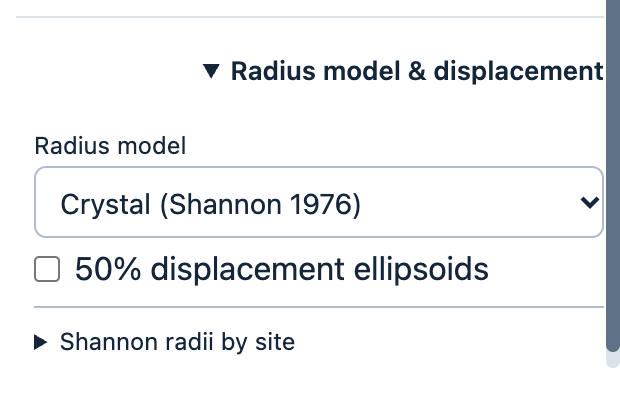 Radius model & displacement
Radius model
Crystal (Shannon 1976)
50% displacement ellipsoids
Shannon radii by site